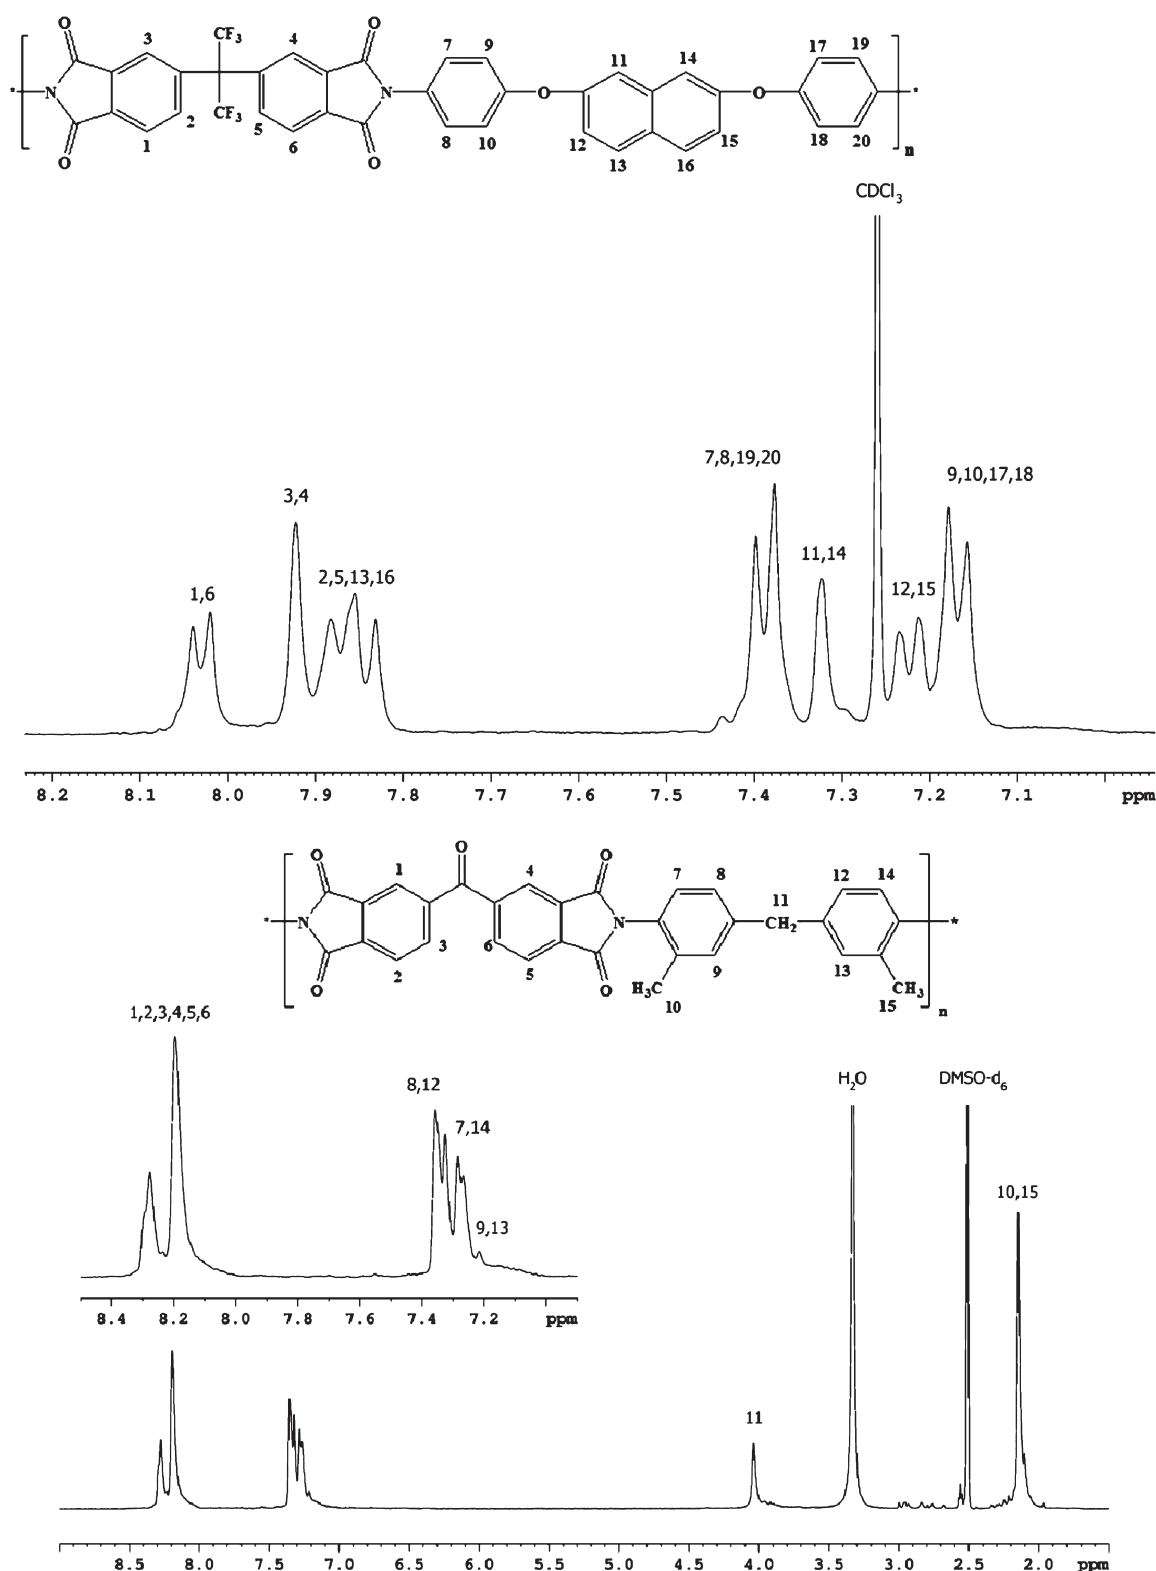 O O
CF₃
3 4 7 9 11 14 17 19
* N N O O *
CF₃
2 5 12 15
1 6 8 10 13 16 18 20
O O
n
CDCl₃
7,8,19,20
9,10,17,18
3,4
11,14
2,5,13,16
12,15
1,6
8.2 8.1 8.0 7.9 7.8 7.7 7.6 7.5 7.4 7.3 7.2 7.1 ppm
O O O
1 4 7 8 12 14
11
* N N CH₂ *
3 6
2 5 9 13
O O H₃C CH₃
10 15
n
1,2,3,4,5,6
H₂O DMSO-d₆
8,12
7,14
10,15
9,13
8.4 8.2 8.0 7.8 7.6 7.4 7.2 ppm
11
8.5 8.0 7.5 7.0 6.5 6.0 5.5 5.0 4.5 4.0 3.5 3.0 2.5 2.0 ppm